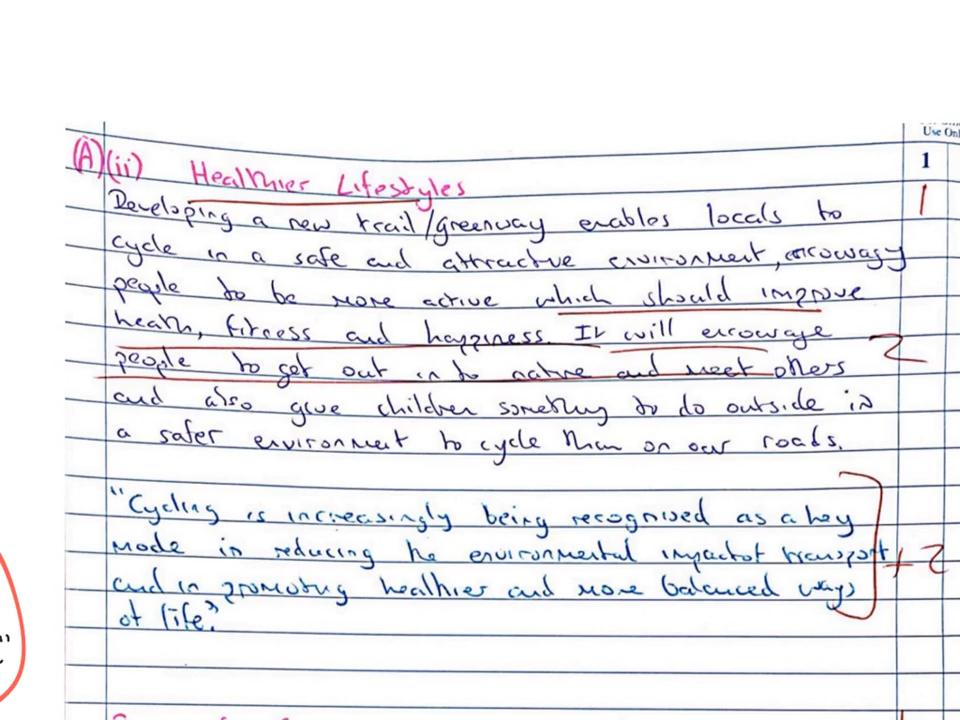 Use Onl
1
(A)(ii) Healthier Lifestyles
1
Developing a new trail/greenway enables locals to
cycle in a safe and attractive environment, encouragy
people to be more active which should improve
health, fitness and happiness. It will encourage
2
people to get out in to nature and meet others
and also give children something to do outside in
a safer environment to cycle than on our roads.
"Cycling is increasingly being recognised as a key
mode in reducing the environmental impact of transport
+2
and in promoting healthier and more balanced ways
of life."